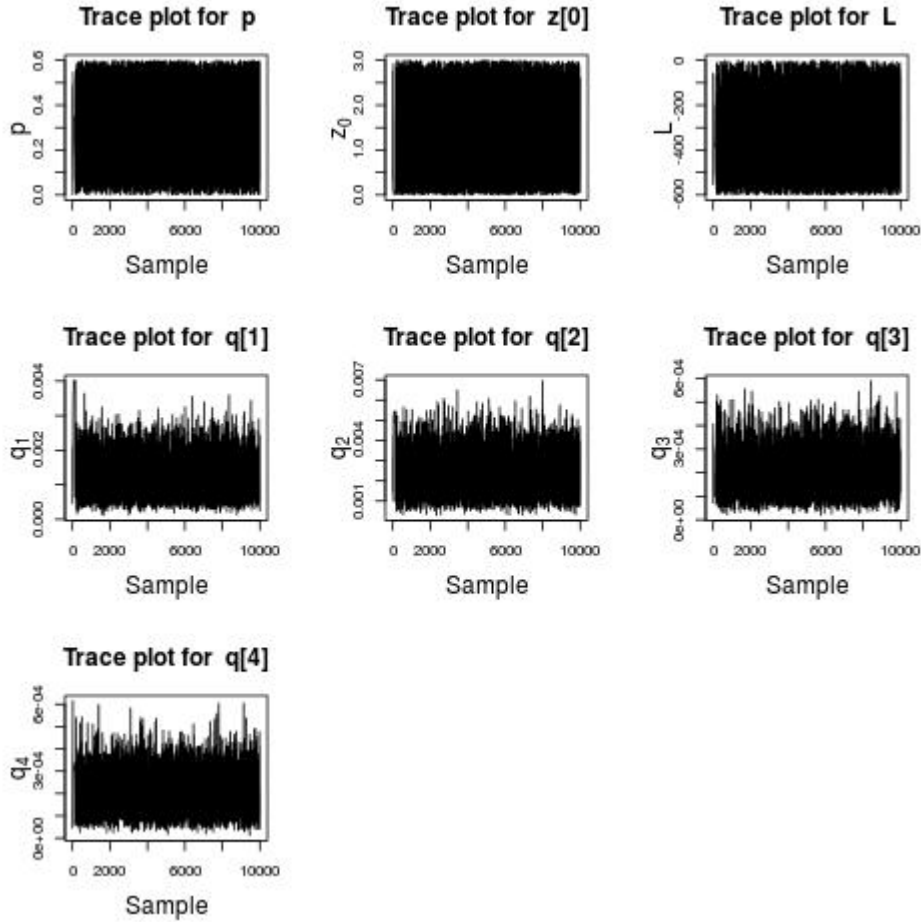 Trace plot for p
Trace plot for z[0]
Trace plot for L
p
0.0 0.2 0.4 0.6
0 2000 6000 10000
Sample
z0
0.0 1.0 2.0 3.0
0 2000 6000 10000
Sample
L
-600 -400 -200 0
0 2000 6000 10000
Sample
Trace plot for q[1]
Trace plot for q[2]
Trace plot for q[3]
q1
0.000 0.002 0.004
0 2000 6000 10000
Sample
q2
0.001 0.004 0.007
0 2000 6000 10000
Sample
q3
0e+00 3e-04 6e-04
0 2000 6000 10000
Sample
Trace plot for q[4]
q4
0e+00 3e-04 6e-04
0 2000 6000 10000
Sample